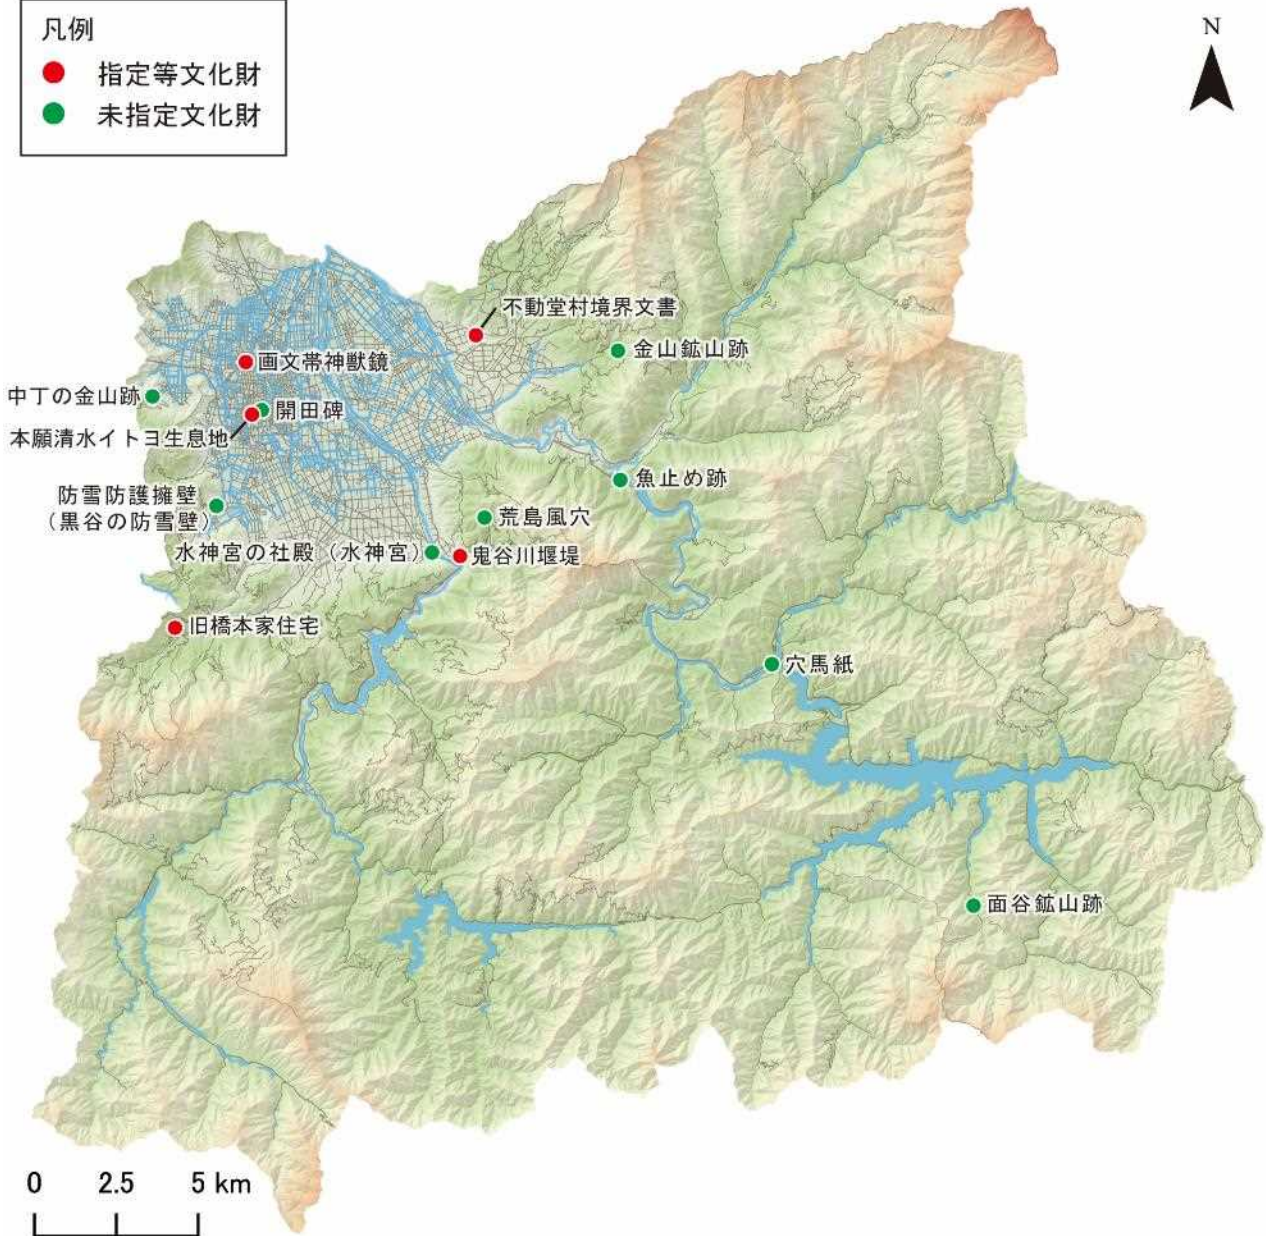 凡例
指定等文化財
未指定文化財
N
不動堂村境界文書
金山鉱山跡
画文帯神獣鏡
中丁の金山跡
開田碑
本願清水イトヨ生息地
魚止め跡
防雪防護擁壁
（黒谷の防雪壁）
荒島風穴
水神宮の社殿（水神宮）
鬼谷川堰堤
旧橋本家住宅
穴馬紙
面谷鉱山跡
0 2.5 5 km